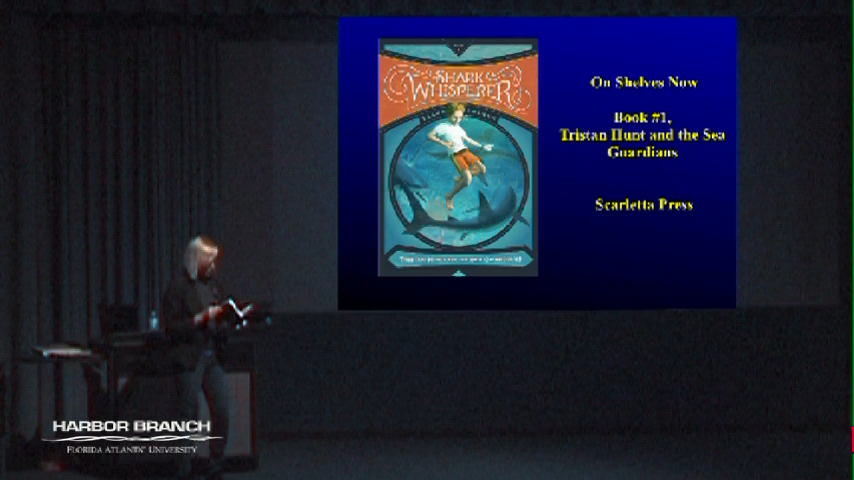 SHARK
WHISPERER
On Shelves Now
Book #1,
Tristan Hunt and the Sea
Guardians
Scarletta Press
HARBOR BRANCH
FLORIDA ATLANTIC UNIVERSITY